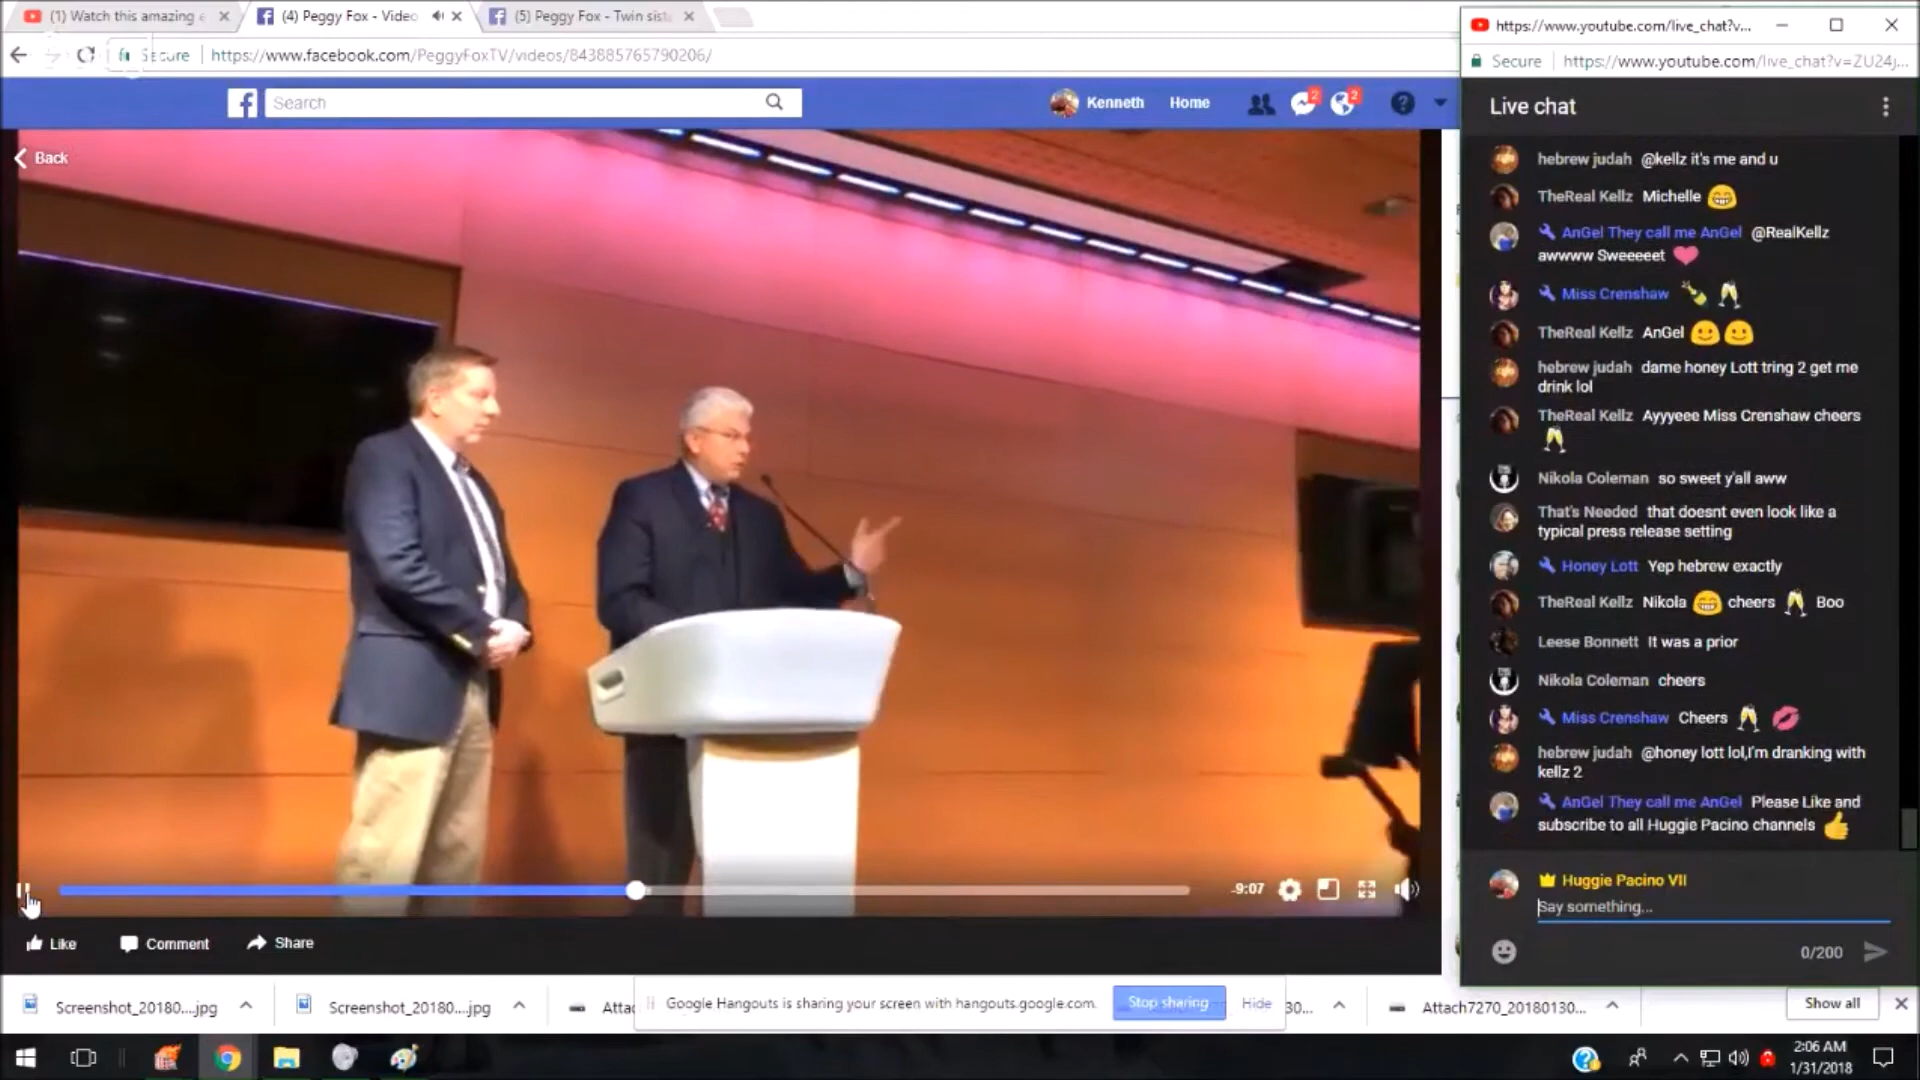 (1) Watch this amazing e
(4) Peggy Fox - Video
(5) Peggy Fox - Twin sist
Secure
https://www.facebook.com/PeggyFoxTV/videos/843885765790206/
Search
Kenneth
Home
2
2
Back
-9:07
Like
Comment
Share
https://www.youtube.com/live_chat?v...
Secure
https://www.youtube.com/live_chat?v=ZU24j...
Live chat
hebrew judah @kellz it's me and u
TheReal Kellz Michelle 😁
AnGel They call me AnGel @RealKellz
awwww Sweeeeet ❤
Miss Crenshaw 🍾 🥂
TheReal Kellz AnGel 🙂 🙂
hebrew judah dame honey Lott tring 2 get me
drink lol
TheReal Kellz Ayyyeee Miss Crenshaw cheers
🥂
Nikola Coleman so sweet y'all aww
That's Needed that doesnt even look like a
typical press release setting
Honey Lott Yep hebrew exactly
TheReal Kellz Nikola 😁 cheers 🥂 Boo
Leese Bonnett It was a prior
Nikola Coleman cheers
Miss Crenshaw Cheers 🥂 💋
hebrew judah @honey lott lol,I'm dranking with
kellz 2
AnGel They call me AnGel Please Like and
subscribe to all Huggie Pacino channels 👍
Huggie Pacino VII
Say something...
0/200
Screenshot_20180....jpg
Screenshot_20180....jpg
Attac
Google Hangouts is sharing your screen with hangouts.google.com.
Stop sharing
Hide
30...
Attach7270_20180130...
Show all
2:06 AM
1/31/2018